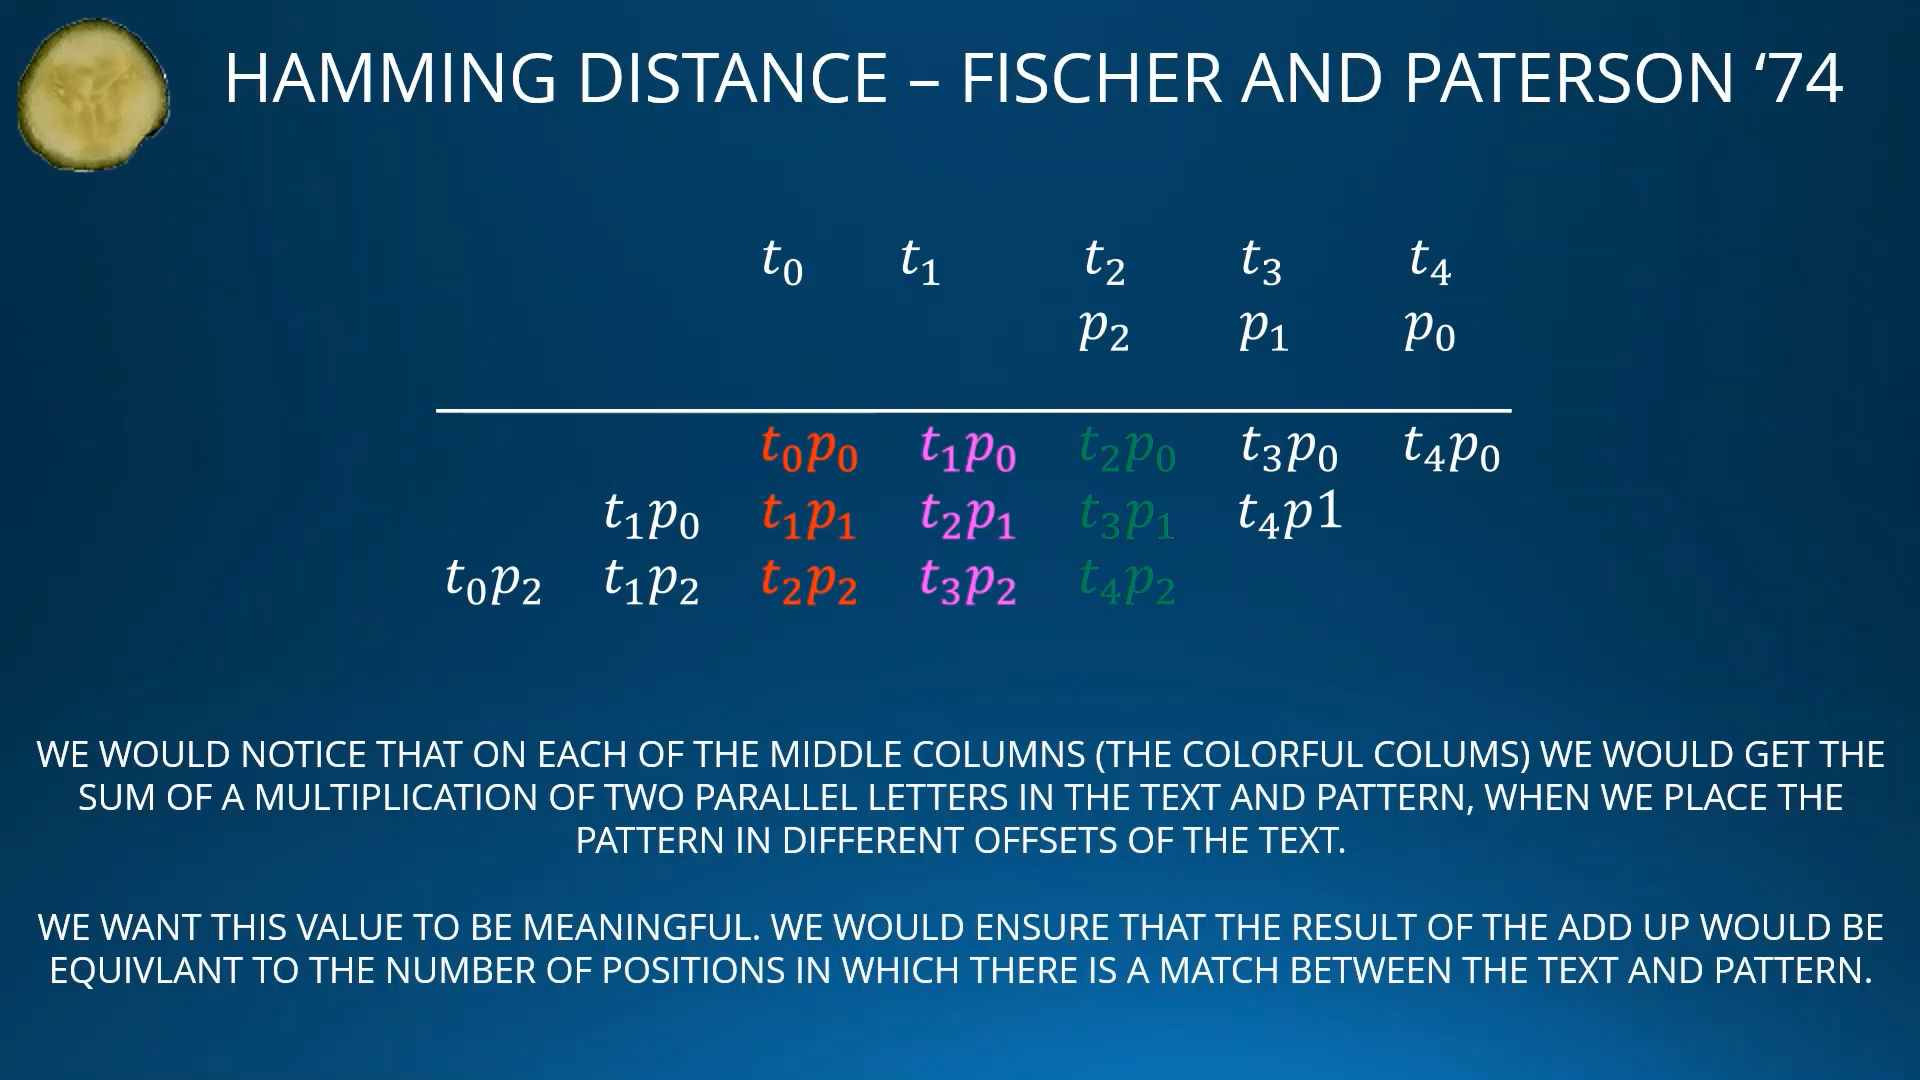 HAMMING DISTANCE – FISCHER AND PATERSON ‘74
t₀ t₁ t₂ t₃ t₄
p₂ p₁ p₀
t₀p₀ t₁p₀ t₂p₀ t₃p₀ t₄p₀
t₁p₀ t₁p₁ t₂p₁ t₃p₁ t₄p1
t₀p₂ t₁p₂ t₂p₂ t₃p₂ t₄p₂
WE WOULD NOTICE THAT ON EACH OF THE MIDDLE COLUMNS (THE COLORFUL COLUMS) WE WOULD GET THE
SUM OF A MULTIPLICATION OF TWO PARALLEL LETTERS IN THE TEXT AND PATTERN, WHEN WE PLACE THE
PATTERN IN DIFFERENT OFFSETS OF THE TEXT.
WE WANT THIS VALUE TO BE MEANINGFUL. WE WOULD ENSURE THAT THE RESULT OF THE ADD UP WOULD BE
EQUIVLANT TO THE NUMBER OF POSITIONS IN WHICH THERE IS A MATCH BETWEEN THE TEXT AND PATTERN.